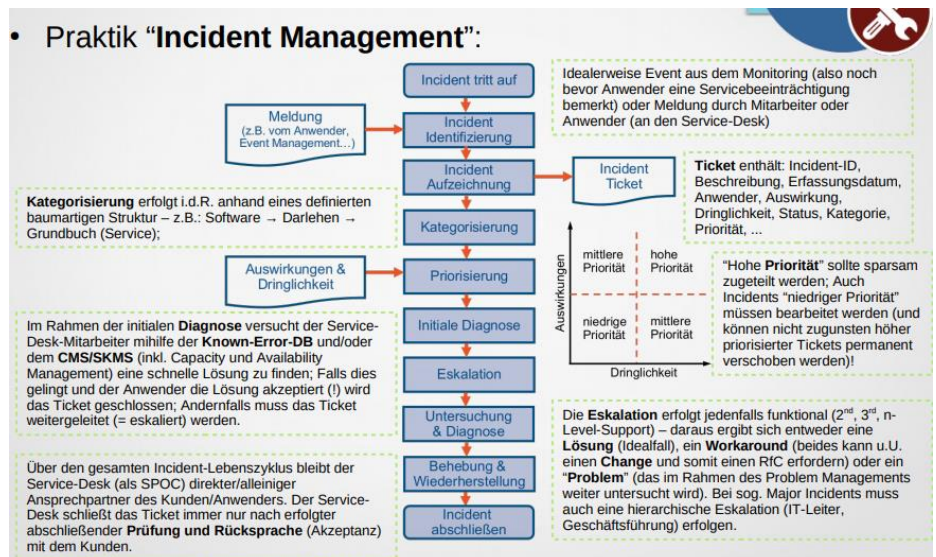 • Praktik “Incident Management”:
Incident tritt auf
Idealerweise Event aus dem Monitoring (also noch
bevor Anwender eine Servicebeeinträchtigung
bemerkt) oder Meldung durch Mitarbeiter oder
Anwender (an den Service-Desk)
Meldung
(z.B. vom Anwender,
Event Management…)
Incident
Identifizierung
Incident
Aufzeichnung
Incident
Ticket
Ticket enthält: Incident-ID,
Beschreibung, Erfassungsdatum,
Anwender, Auswirkung,
Dringlichkeit, Status, Kategorie,
Priorität, ...
Kategorisierung erfolgt i.d.R. anhand eines definierten
baumartigen Struktur – z.B.: Software → Darlehen →
Grundbuch (Service);
Kategorisierung
Auswirkungen &
Dringlichkeit
Priorisierung
Auswirkungen
mittlere
Priorität
hohe
Priorität
niedrige
Priorität
mittlere
Priorität
Dringlichkeit
“Hohe Priorität” sollte sparsam
zugeteilt werden; Auch
Incidents “niedriger Priorität”
müssen bearbeitet werden (und
können nicht zugunsten höher
priorisierter Tickets permanent
verschoben werden)!
Im Rahmen der initialen Diagnose versucht der Service-
Desk-Mitarbeiter mihilfe der Known-Error-DB und/oder
dem CMS/SKMS (inkl. Capacity und Availability
Management) eine schnelle Lösung zu finden; Falls dies
gelingt und der Anwender die Lösung akzeptiert (!) wird
das Ticket geschlossen; Andernfalls muss das Ticket
weitergeleitet (= eskaliert) werden.
Initiale Diagnose
Eskalation
Untersuchung
& Diagnose
Behebung &
Wiederherstellung
Incident
abschließen
Die Eskalation erfolgt jedenfalls funktional (2nd, 3rd, n-
Level-Support) – daraus ergibt sich entweder eine
Lösung (Idealfall), ein Workaround (beides kann u.U.
einen Change und somit einen RfC erfordern) oder ein
“Problem” (das im Rahmen des Problem Managements
weiter untersucht wird). Bei sog. Major Incidents muss
auch eine hierarchische Eskalation (IT-Leiter,
Geschäftsführung) erfolgen.
Über den gesamten Incident-Lebenszyklus bleibt der
Service-Desk (als SPOC) direkter/alleiniger
Ansprechpartner des Kunden/Anwenders. Der Service-
Desk schließt das Ticket immer nur nach erfolgter
abschließender Prüfung und Rücksprache (Akzeptanz)
mit dem Kunden.